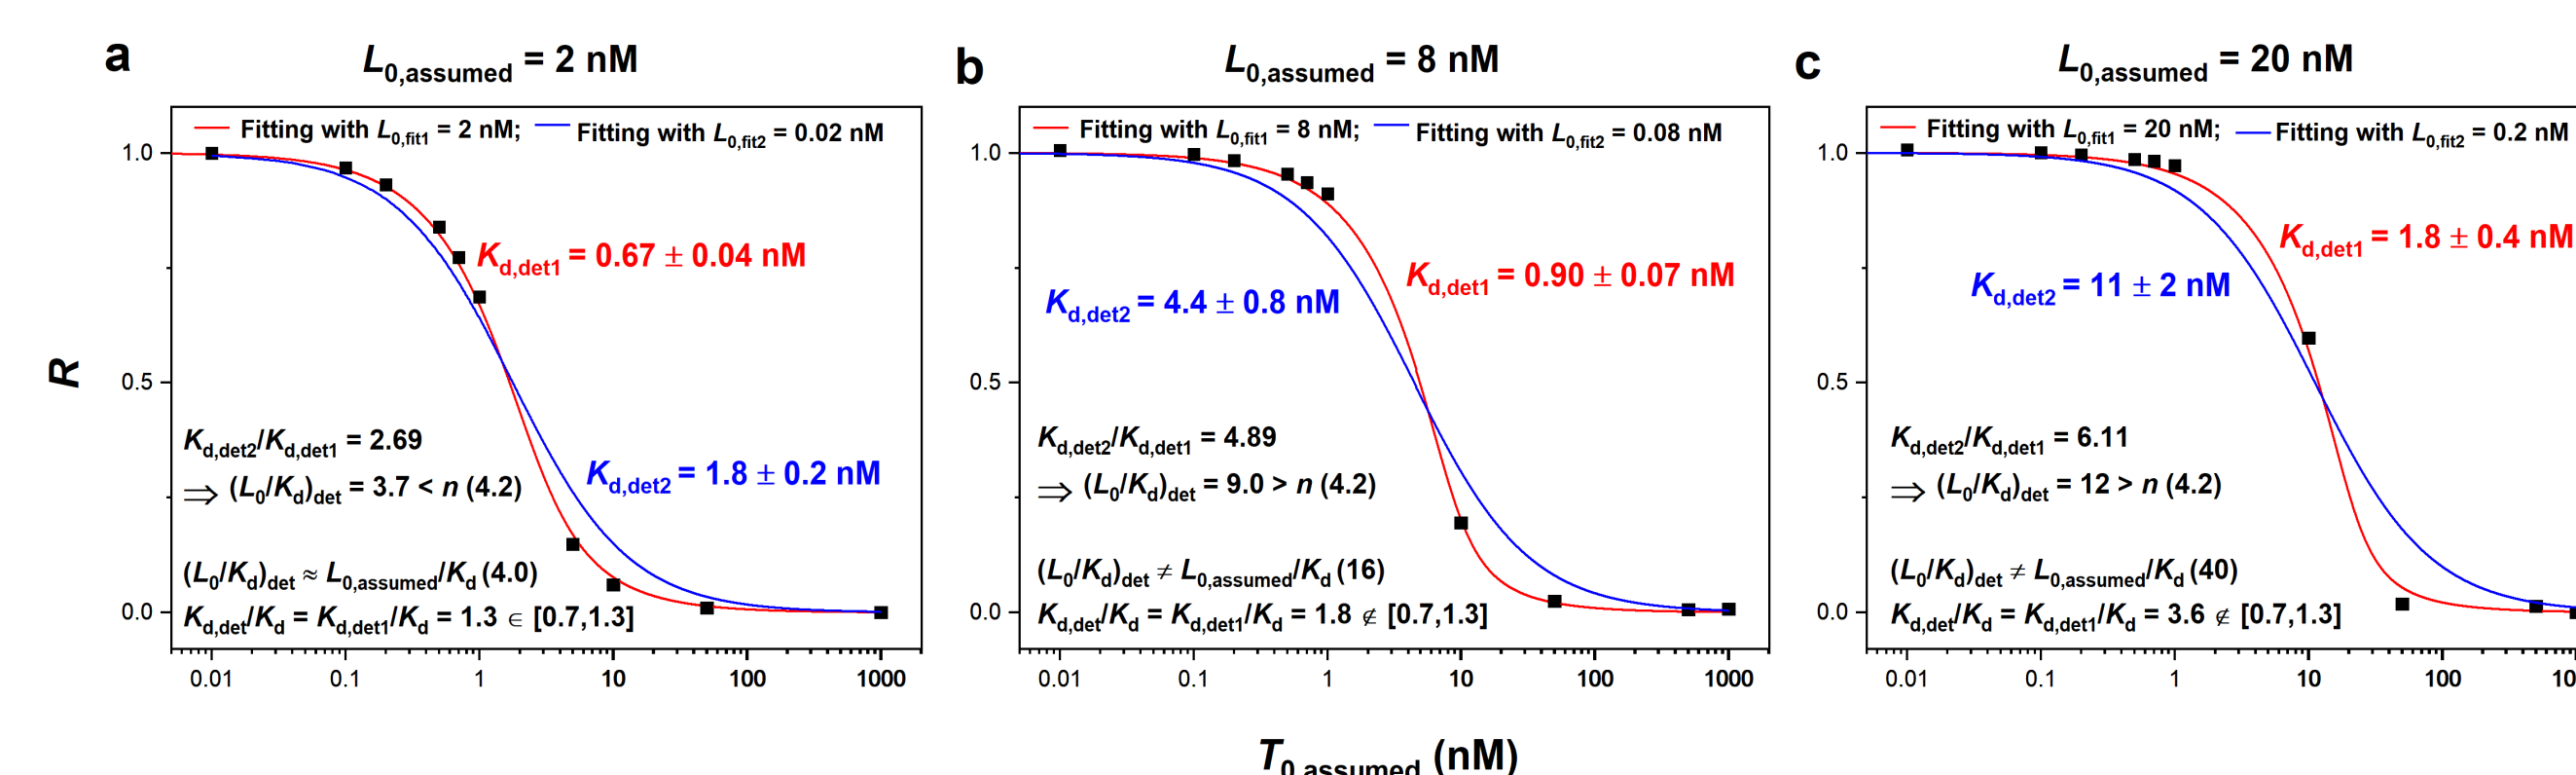 a
L0,assumed = 2 nM
Fitting with L0,fit1 = 2 nM; Fitting with L0,fit2 = 0.02 nM
1.0
0.5
0.0
R
Kd,det1 = 0.67 ± 0.04 nM
Kd,det2/Kd,det1 = 2.69
⇒ (L0/Kd)det = 3.7 < n (4.2)
Kd,det2 = 1.8 ± 0.2 nM
(L0/Kd)det ≈ L0,assumed/Kd (4.0)
Kd,det/Kd = Kd,det1/Kd = 1.3 ∈ [0.7,1.3]
0.01 0.1 1 10 100 1000
b
L0,assumed = 8 nM
Fitting with L0,fit1 = 8 nM; Fitting with L0,fit2 = 0.08 nM
1.0
0.5
0.0
Kd,det1 = 0.90 ± 0.07 nM
Kd,det2 = 4.4 ± 0.8 nM
Kd,det2/Kd,det1 = 4.89
⇒ (L0/Kd)det = 9.0 > n (4.2)
(L0/Kd)det ≠ L0,assumed/Kd (16)
Kd,det/Kd = Kd,det1/Kd = 1.8 ∉ [0.7,1.3]
0.01 0.1 1 10 100 1000
c
L0,assumed = 20 nM
Fitting with L0,fit1 = 20 nM; Fitting with L0,fit2 = 0.2 nM
1.0
0.5
0.0
Kd,det1 = 1.8 ± 0.4 nM
Kd,det2 = 11 ± 2 nM
Kd,det2/Kd,det1 = 6.11
⇒ (L0/Kd)det = 12 > n (4.2)
(L0/Kd)det ≠ L0,assumed/Kd (40)
Kd,det/Kd = Kd,det1/Kd = 3.6 ∉ [0.7,1.3]
0.01 0.1 1 10 100
T0,assumed (nM)